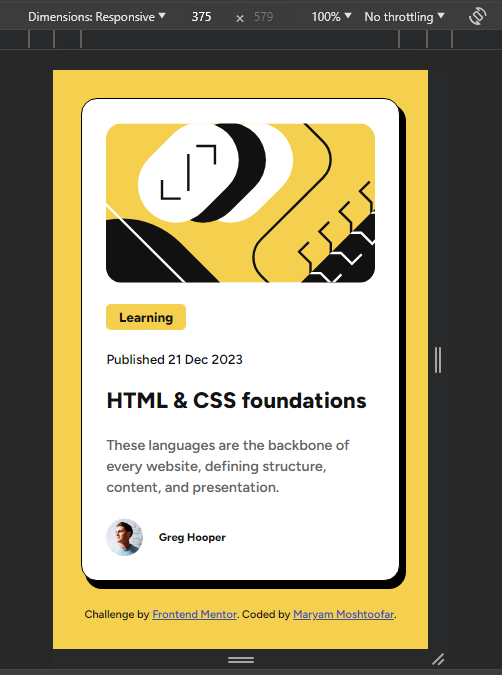 Dimensions: Responsive ▼ 375 × 579 100% ▼ No throttling ▼
Learning
Published 21 Dec 2023
HTML & CSS foundations
These languages are the backbone of
every website, defining structure,
content, and presentation.
Greg Hooper
Challenge by Frontend Mentor. Coded by Maryam Moshtoofar.